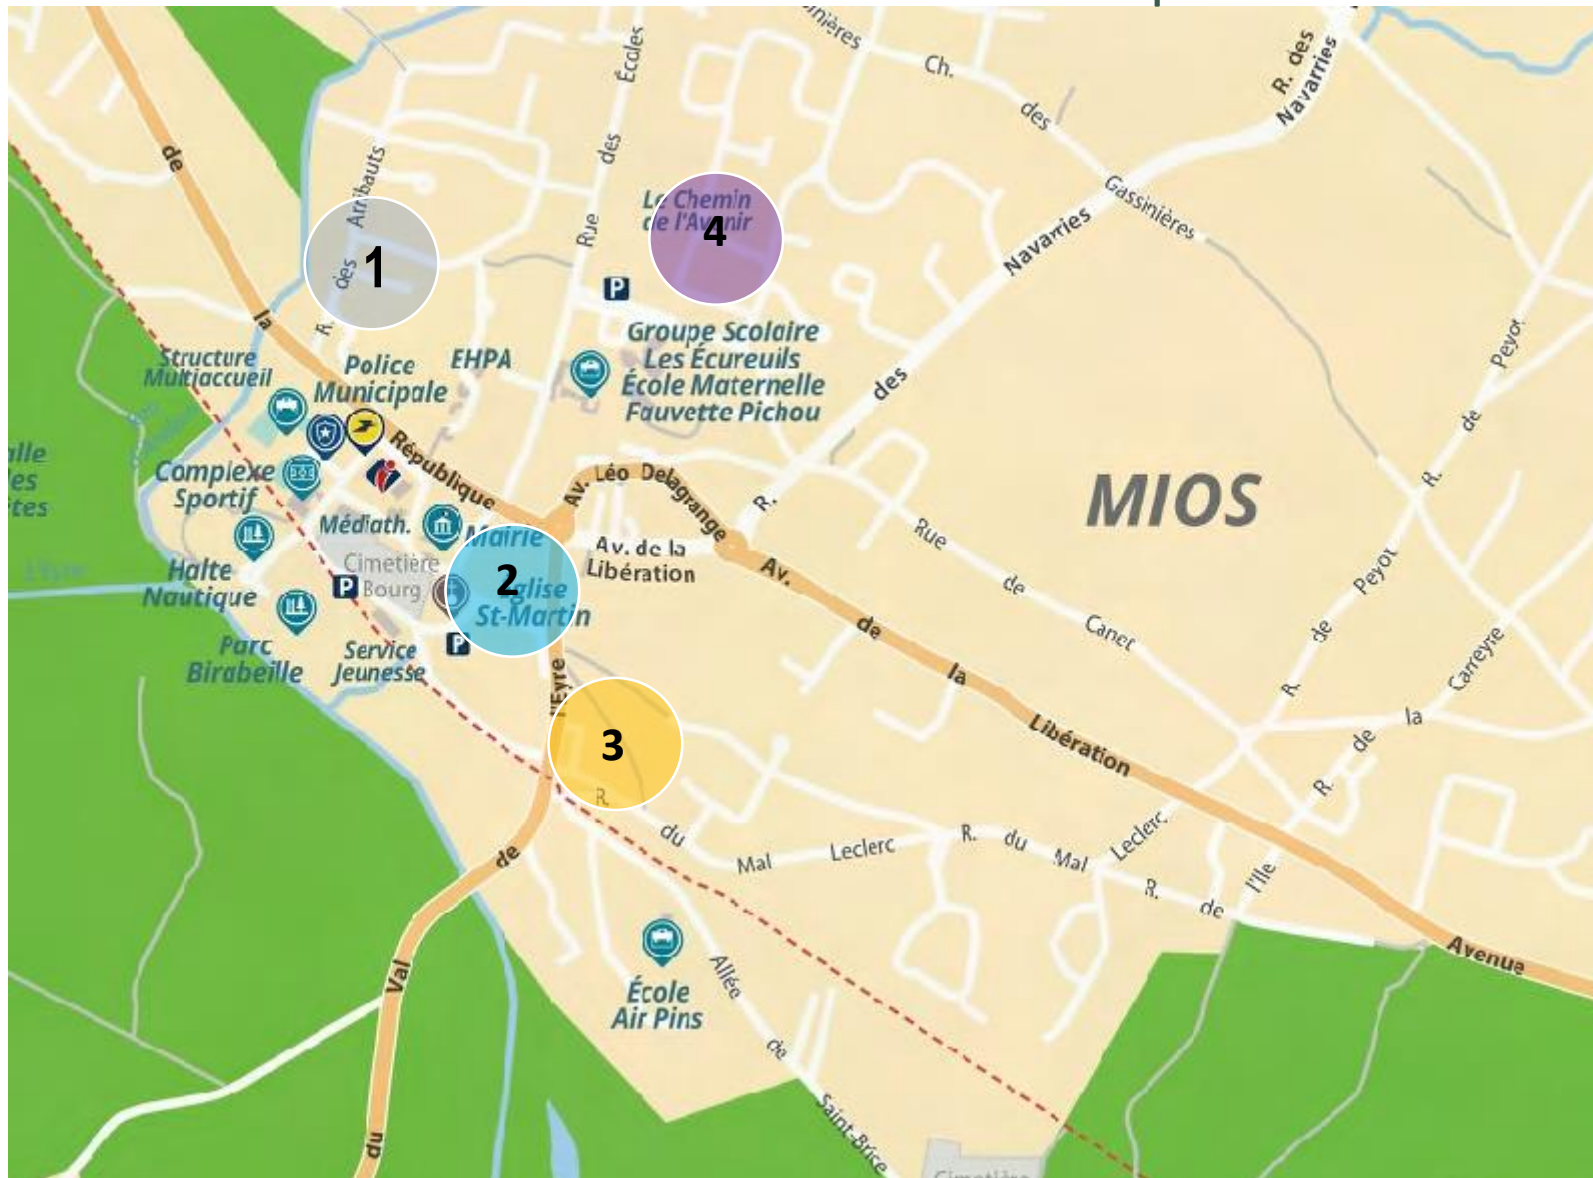 Ch.
des
Gassinières
R. des
Navarries
Écoles
des
Rue
de
la
Arribauts
des
R.
1
Le Chemin
de l'Avenir
4
P
Navarries
des
R.
Structure
Multiaccueil
Police
Municipale
EHPA
Groupe Scolaire
Les Écureuils
École Maternelle
Fauvette Pichou
Peyot
de
R.
République
Av. Léo Delagrange
Complexe
Sportif
MIOS
Médiath.
Mairie
Av. de la
Libération
Rue
de
Canet
Cimetière
Bourg
P
2
Église
St-Martin
Halte
Nautique
L'Eyre
P
Parc
Birabeille
Service
Jeunesse
Av.
de
la
Libération
Peyot
de
R.
Carreyre
la
de
R.
l'Eyre
3
R.
du
Mal
Leclerc
R.
du
Mal
Leclerc
R.
de
l'Ile
Avenue
de
Val
du
École
Air Pins
Allée
de
Saint-Brice
Cimetière